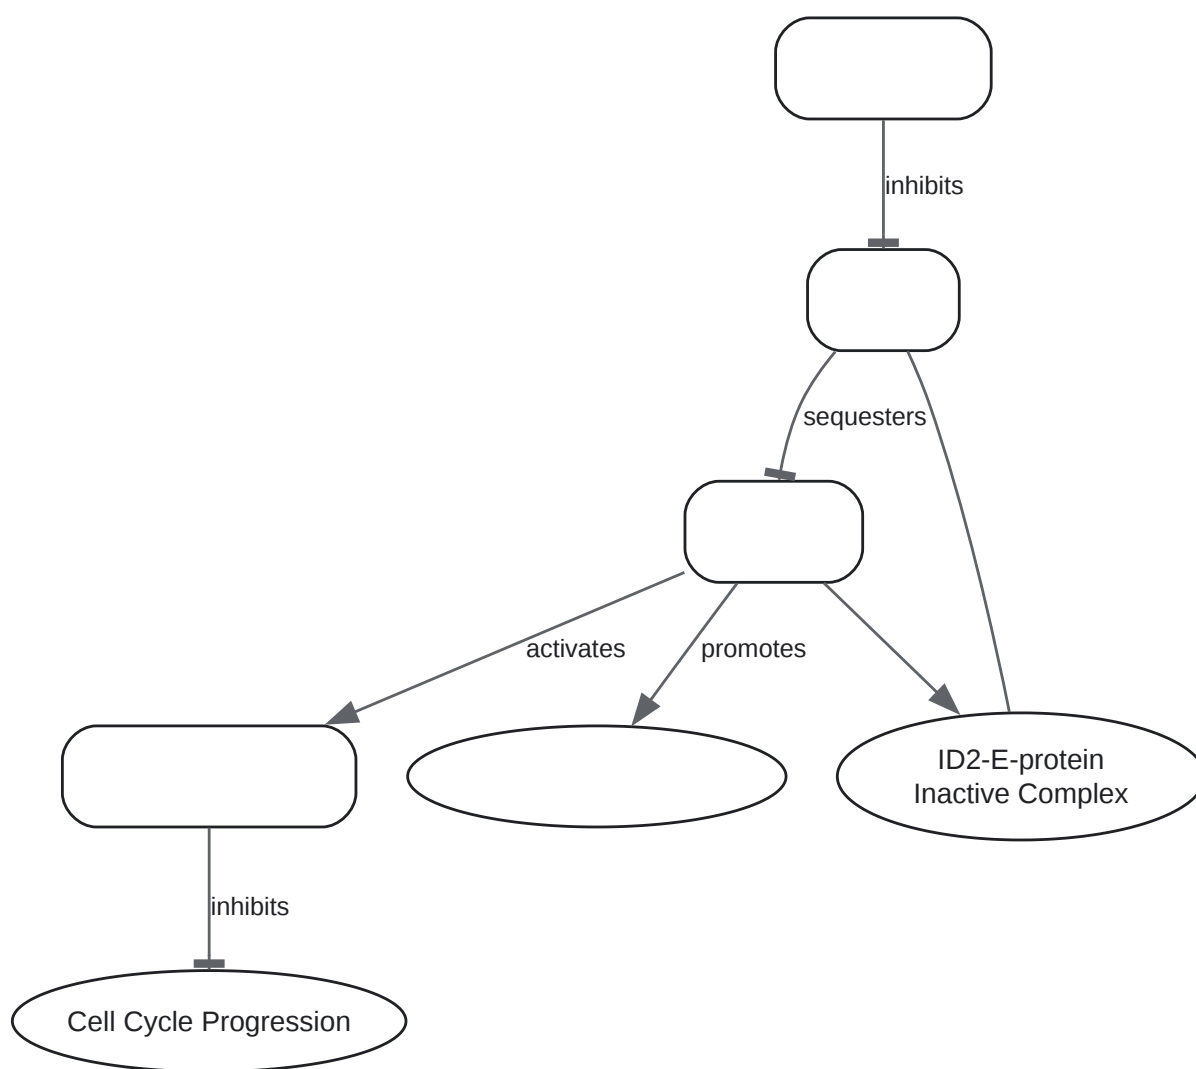 inhibits
sequesters
activates
promotes
ID2-E-protein
Inactive Complex
inhibits
Cell Cycle Progression